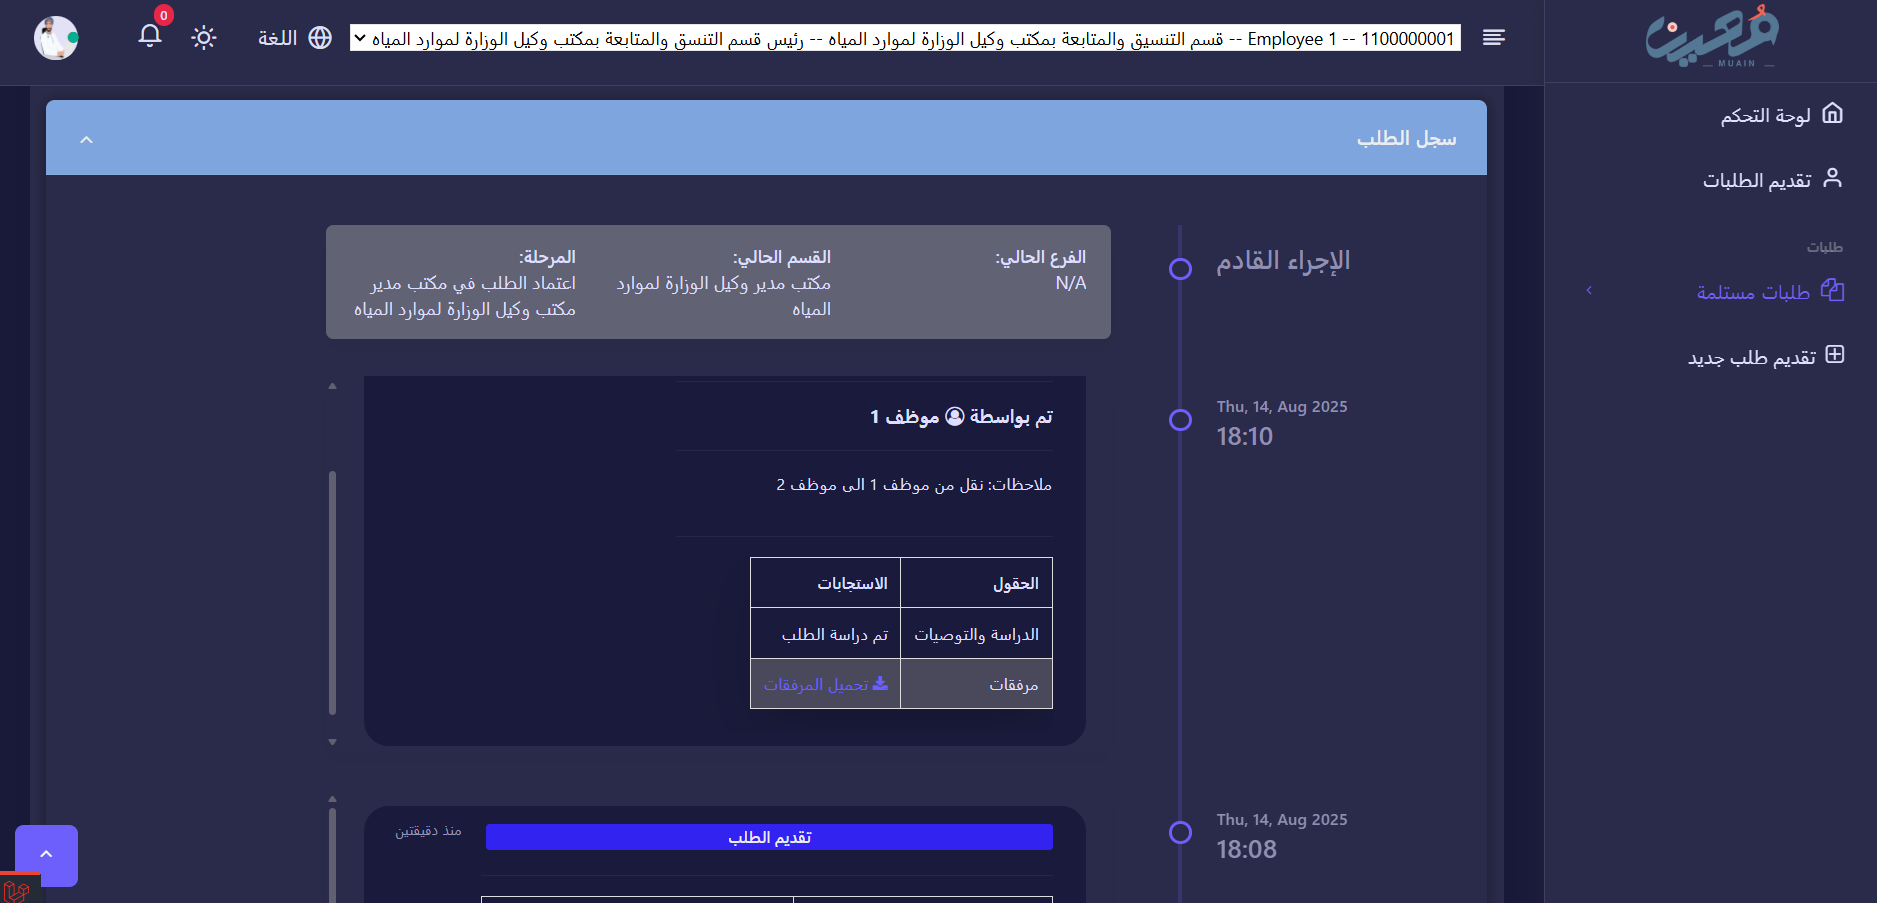 معين
MUAIN
1100000001 -- Employee 1 -- قسم التنسيق والمتابعة بمكتب وكيل الوزارة لموارد المياه -- رئيس قسم التنسق والمتابعة بمكتب وكيل الوزارة لموارد المياه
اللغة
0
لوحة التحكم
تقديم الطلبات
طلبات
طلبات مستلمة
تقديم طلب جديد
سجل الطلب
الإجراء القادم
الفرع الحالي:
N/A
القسم الحالي:
مكتب مدير وكيل الوزارة لموارد
المياه
المرحلة:
اعتماد الطلب في مكتب مدير
مكتب وكيل الوزارة لموارد المياه
Thu, 14, Aug 2025
18:10
تم بواسطة موظف 1
ملاحظات: نقل من موظف 1 الى موظف 2
الحقول الاستجابات
الدراسة والتوصيات تم دراسة الطلب
مرفقات تحميل المرفقات
Thu, 14, Aug 2025
18:08
تقديم الطلب
منذ دقيقتين